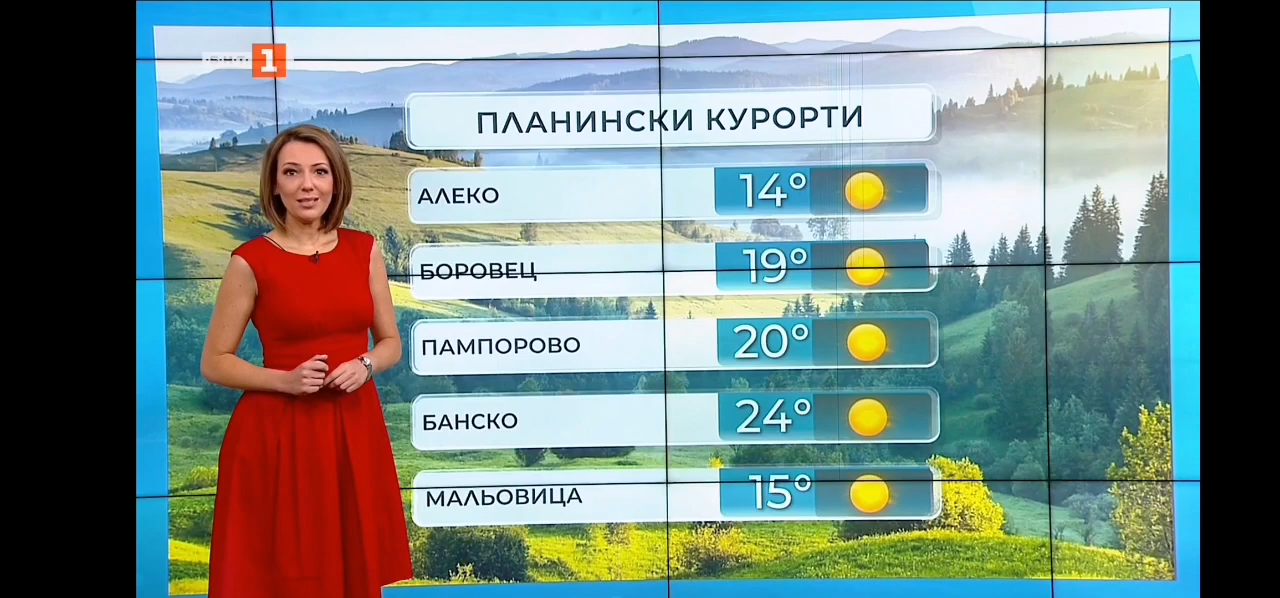 1
ПЛАНИНСКИ КУРОРТИ
АЛЕКО 14°
БОРОВЕЦ 19°
ПАМПОРОВО 20°
БАНСКО 24°
МАЛЬОВИЦА 15°